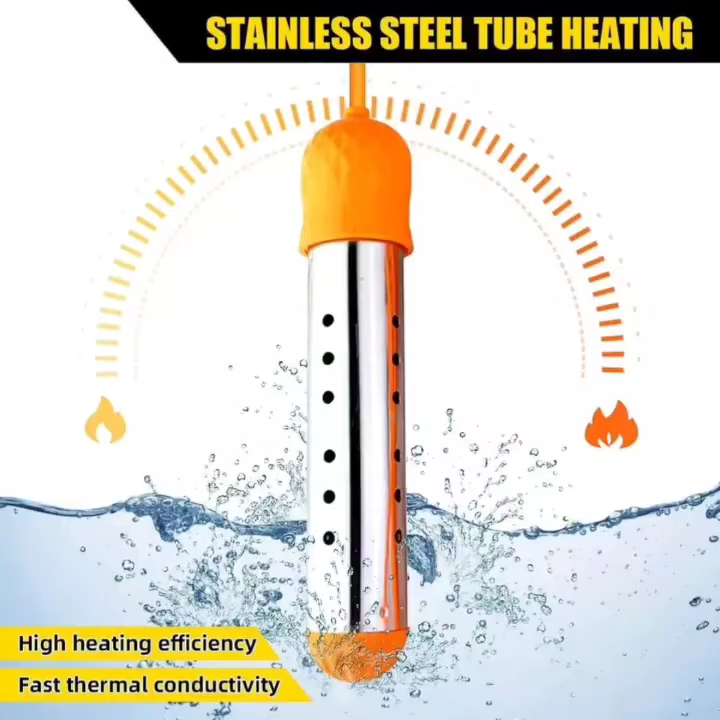 STAINLESS STEEL TUBE HEATING
High heating efficiency
Fast thermal conductivity